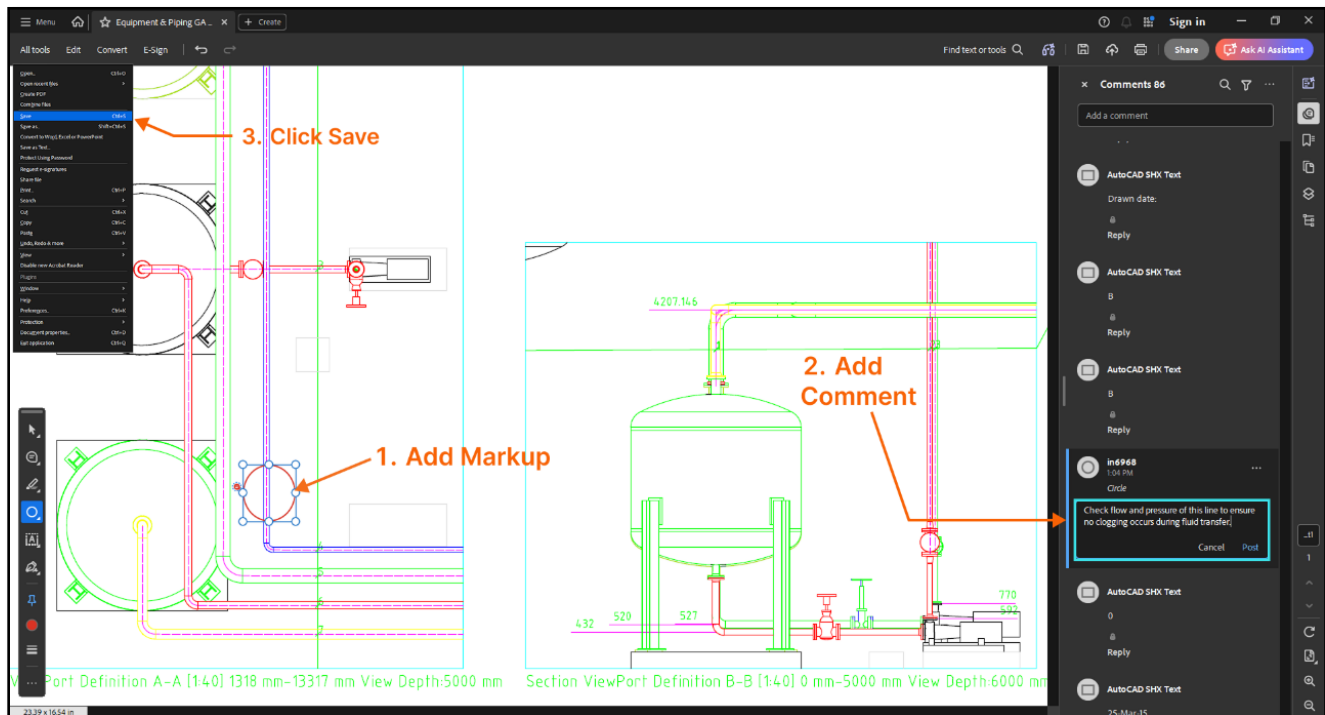 Menu
Equipment & Piping GA ...
+ Create
Sign in
All tools
Edit
Convert
E-Sign
Find text or tools
Share
Ask AI Assistant
Open... Ctrl+O
Open recent files
Create PDF
Combine files
Save Ctrl+S
Save as... Shift+Ctrl+S
Convert to Word, Excel or PowerPoint
Save as Text...
Protect Using Password
Request e-signatures
Share file
Print... Ctrl+P
Search
Cut Ctrl+X
Copy Ctrl+C
Paste Ctrl+V
Undo, Redo & more
View
Disable new Acrobat Reader
Plugins
Window
Help
Preferences... Ctrl+K
Protection
Document properties... Ctrl+D
Exit application Ctrl+Q
3. Click Save
1. Add Markup
2. Add
Comment
4207.146
432
520
527
770
592
Port Definition A-A [1:40] 1318 mm-13317 mm View Depth:5000 mm
Section ViewPort Definition B-B [1:40] 0 mm-5000 mm View Depth:6000 mm
23.39 x 16.54 in
Comments 86
Add a comment
AutoCAD SHX Text
Drawn date:
Reply
AutoCAD SHX Text
B
Reply
AutoCAD SHX Text
B
Reply
in6968
1:04 PM
Circle
Check flow and pressure of this line to ensure
no clogging occurs during fluid transfer.
Cancel
Post
AutoCAD SHX Text
0
Reply
AutoCAD SHX Text
25-Mar-15
1